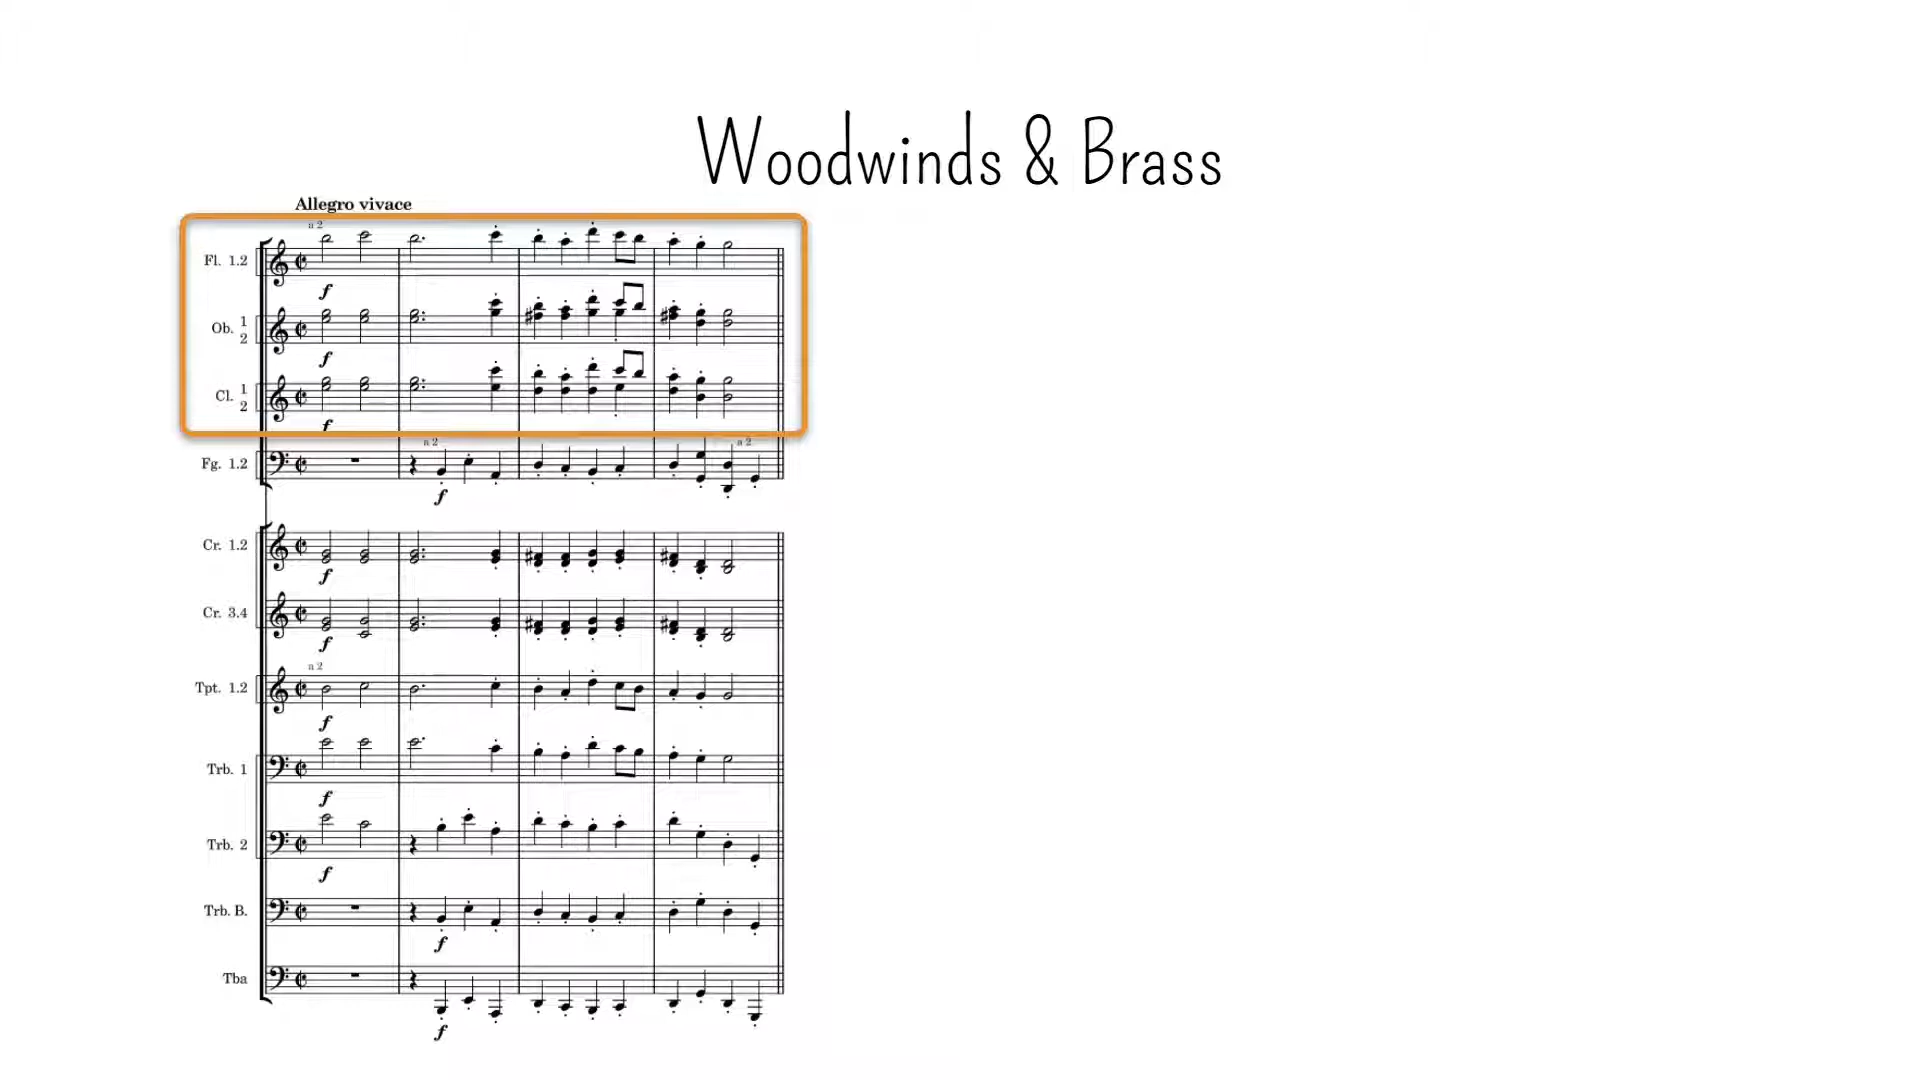 Woodwinds & Brass
Allegro vivace
a 2
Fl. 1.2
f
Ob. 1
2
f
Cl. 1
2
f
a 2
a 2
Fg. 1.2
f
Cr. 1.2
f
Cr. 3.4
f
a 2
Tpt. 1.2
f
Trb. 1
f
Trb. 2
f
Trb. B.
f
Tba
f